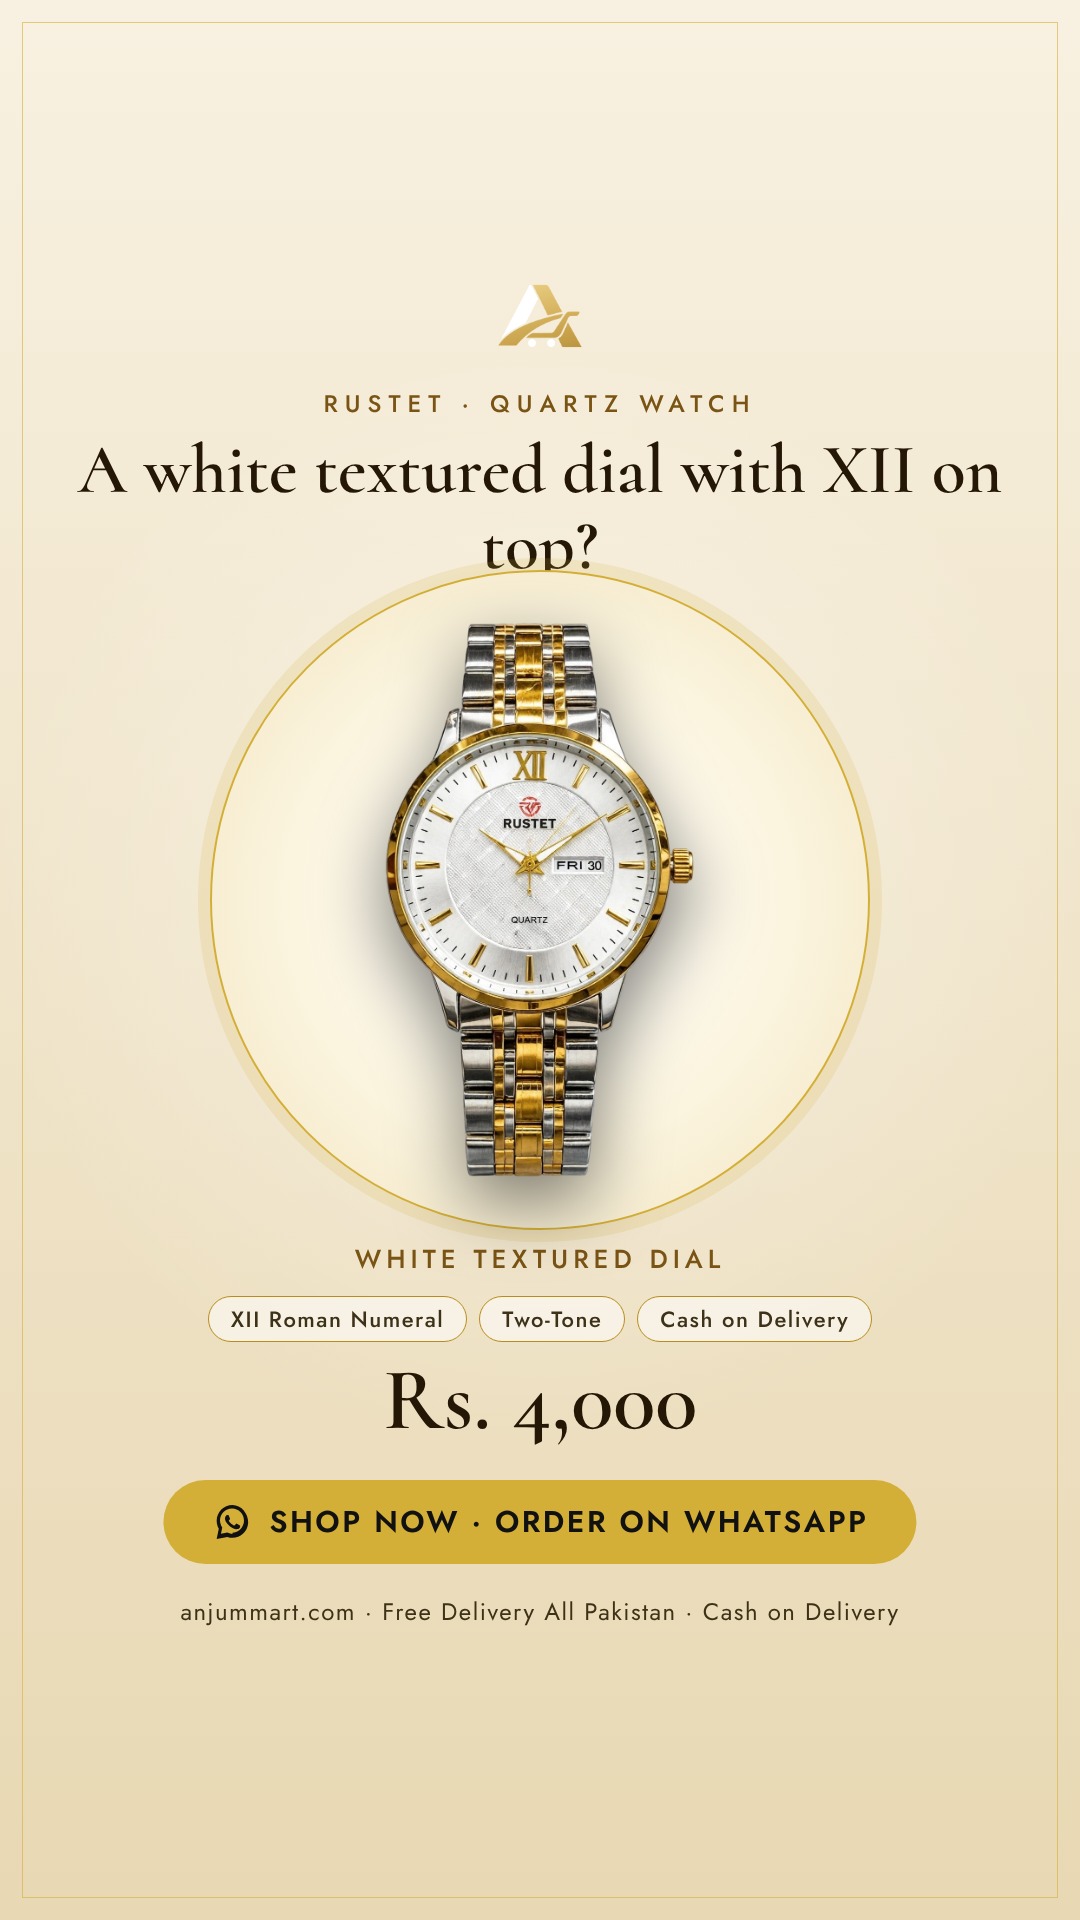 RUSTET · QUARTZ WATCH
A white textured dial with XII on
top?
XII
RUSTET
FRI 30
QUARTZ
WHITE TEXTURED DIAL
XII Roman Numeral
Two-Tone
Cash on Delivery
Rs. 4,000
SHOP NOW · ORDER ON WHATSAPP
anjummart.com · Free Delivery All Pakistan · Cash on Delivery